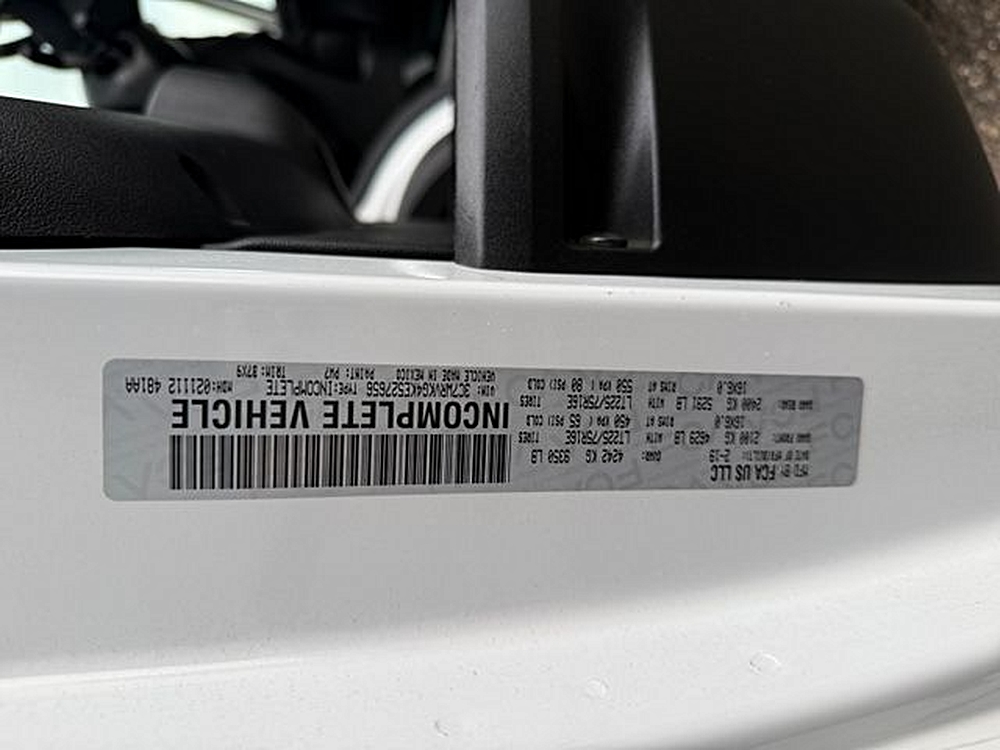 MFD BY: FCA US LLC
DATE OF MFR(INCLT): 2-19 GVWR: 4242 KG 9350 LB
GAWR FRONT: 2100 KG 4629 LB WITH TIRES LT225/75R16E
16X6.0 RIMS AT 450 KPA ( 65 PSI) COLD
GAWR REAR: 2400 KG 5291 LB WITH TIRES LT225/75R16E
16X6.0 RIMS AT 550 KPA ( 80 PSI) COLD
INCOMPLETE VEHICLE
VIN: 3C7WRVKG4KE527656 TYPE:INCOMPLETE MDH:021112 481AA
VEHICLE MADE IN MEXICO PAINT: PW7 TRIM: B7X9